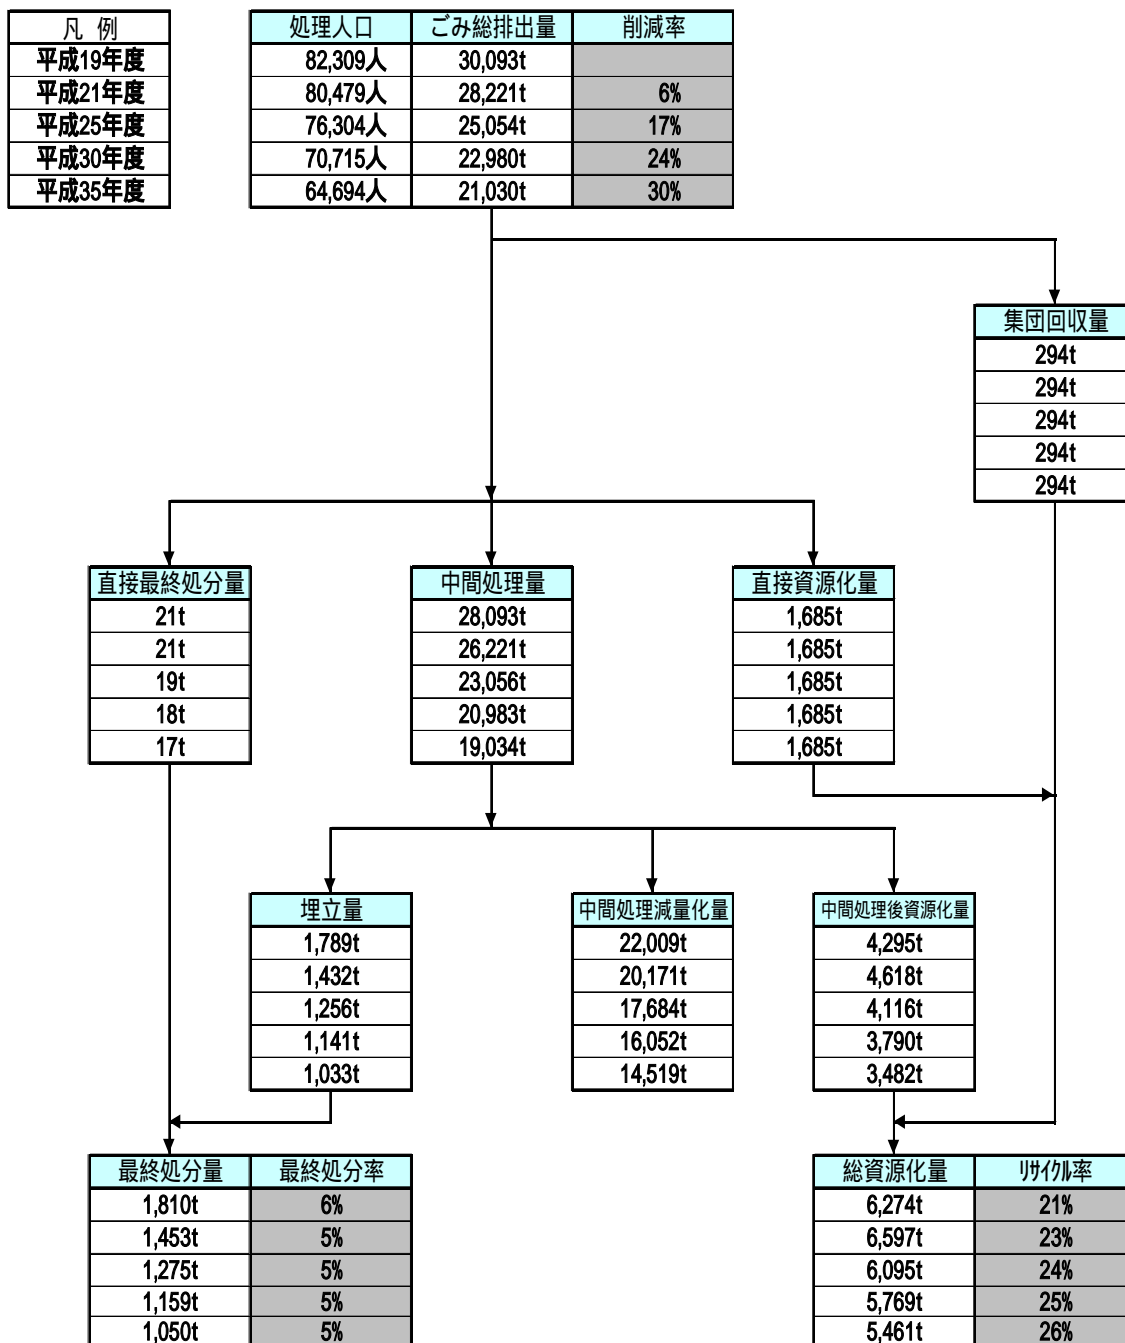 凡 例
平成19年度
平成21年度
平成25年度
平成30年度
平成35年度
処理人口 ごみ総排出量 削減率
82,309人 30,093t
80,479人 28,221t 6%
76,304人 25,054t 17%
70,715人 22,980t 24%
64,694人 21,030t 30%
集団回収量
294t
294t
294t
294t
294t
直接最終処分量
21t
21t
19t
18t
17t
中間処理量
28,093t
26,221t
23,056t
20,983t
19,034t
直接資源化量
1,685t
1,685t
1,685t
1,685t
1,685t
埋立量
1,789t
1,432t
1,256t
1,141t
1,033t
中間処理減量化量
22,009t
20,171t
17,684t
16,052t
14,519t
中間処理後資源化量
4,295t
4,618t
4,116t
3,790t
3,482t
最終処分量 最終処分率
1,810t 6%
1,453t 5%
1,275t 5%
1,159t 5%
1,050t 5%
総資源化量 ﾘｻｲｸﾙ率
6,274t 21%
6,597t 23%
6,095t 24%
5,769t 25%
5,461t 26%